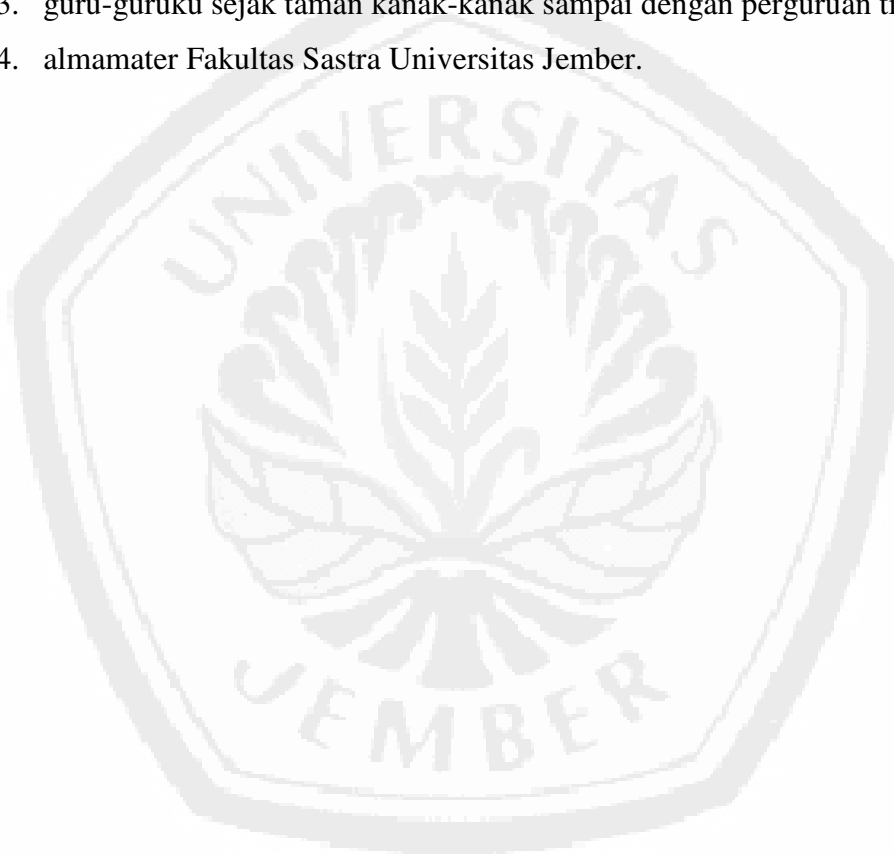 3. guru-guruku sejak taman kanak-kanak sampai dengan perguruan
4. almamater Fakultas Sastra Universitas Jember.
UNIVERSITAS
JEMBER